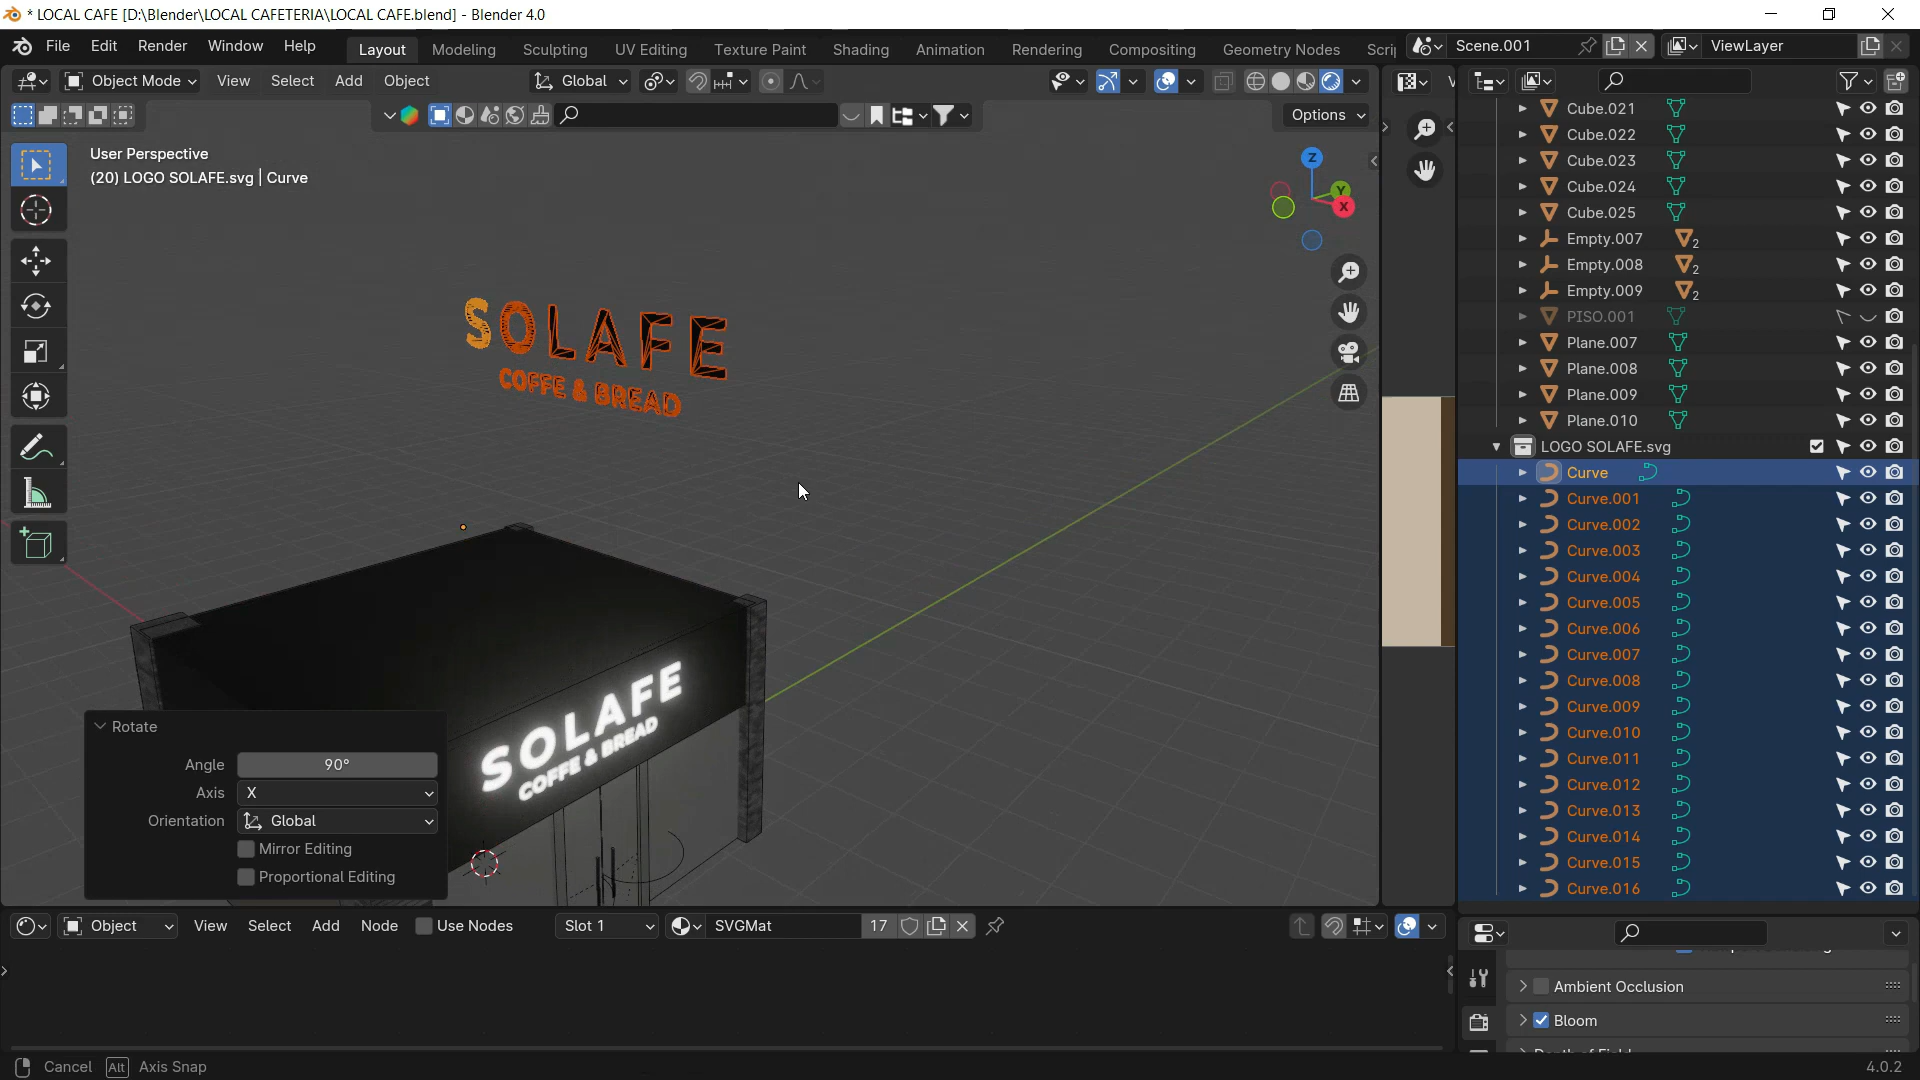 * LOCAL CAFE [D:\Blender\LOCAL CAFETERIA\LOCAL CAFE.blend] - Blender 4.0
File Edit Render Window Help Layout Modeling Sculpting UV Editing Texture Paint Shading Animation Rendering Compositing Geometry Nodes Scrip Scene.001 ViewLayer
Object Mode View Select Add Object Global
Options
User Perspective
(20) LOGO SOLAFE.svg | Curve
Z
Y
X
SOLAFE
COFFE & BREAD
SOLAFE
COFFE & BREAD
Rotate
Angle 90°
Axis X
Orientation Global
Mirror Editing
Proportional Editing
Cube.021
Cube.022
Cube.023
Cube.024
Cube.025
Empty.007 2
Empty.008 2
Empty.009 2
PISO.001
Plane.007
Plane.008
Plane.009
Plane.010
LOGO SOLAFE.svg
Curve
Curve.001
Curve.002
Curve.003
Curve.004
Curve.005
Curve.006
Curve.007
Curve.008
Curve.009
Curve.010
Curve.011
Curve.012
Curve.013
Curve.014
Curve.015
Curve.016
Object View Select Add Node Use Nodes Slot 1 SVGMat 17
Ambient Occlusion
Bloom
Cancel Alt Axis Snap
4.0.2